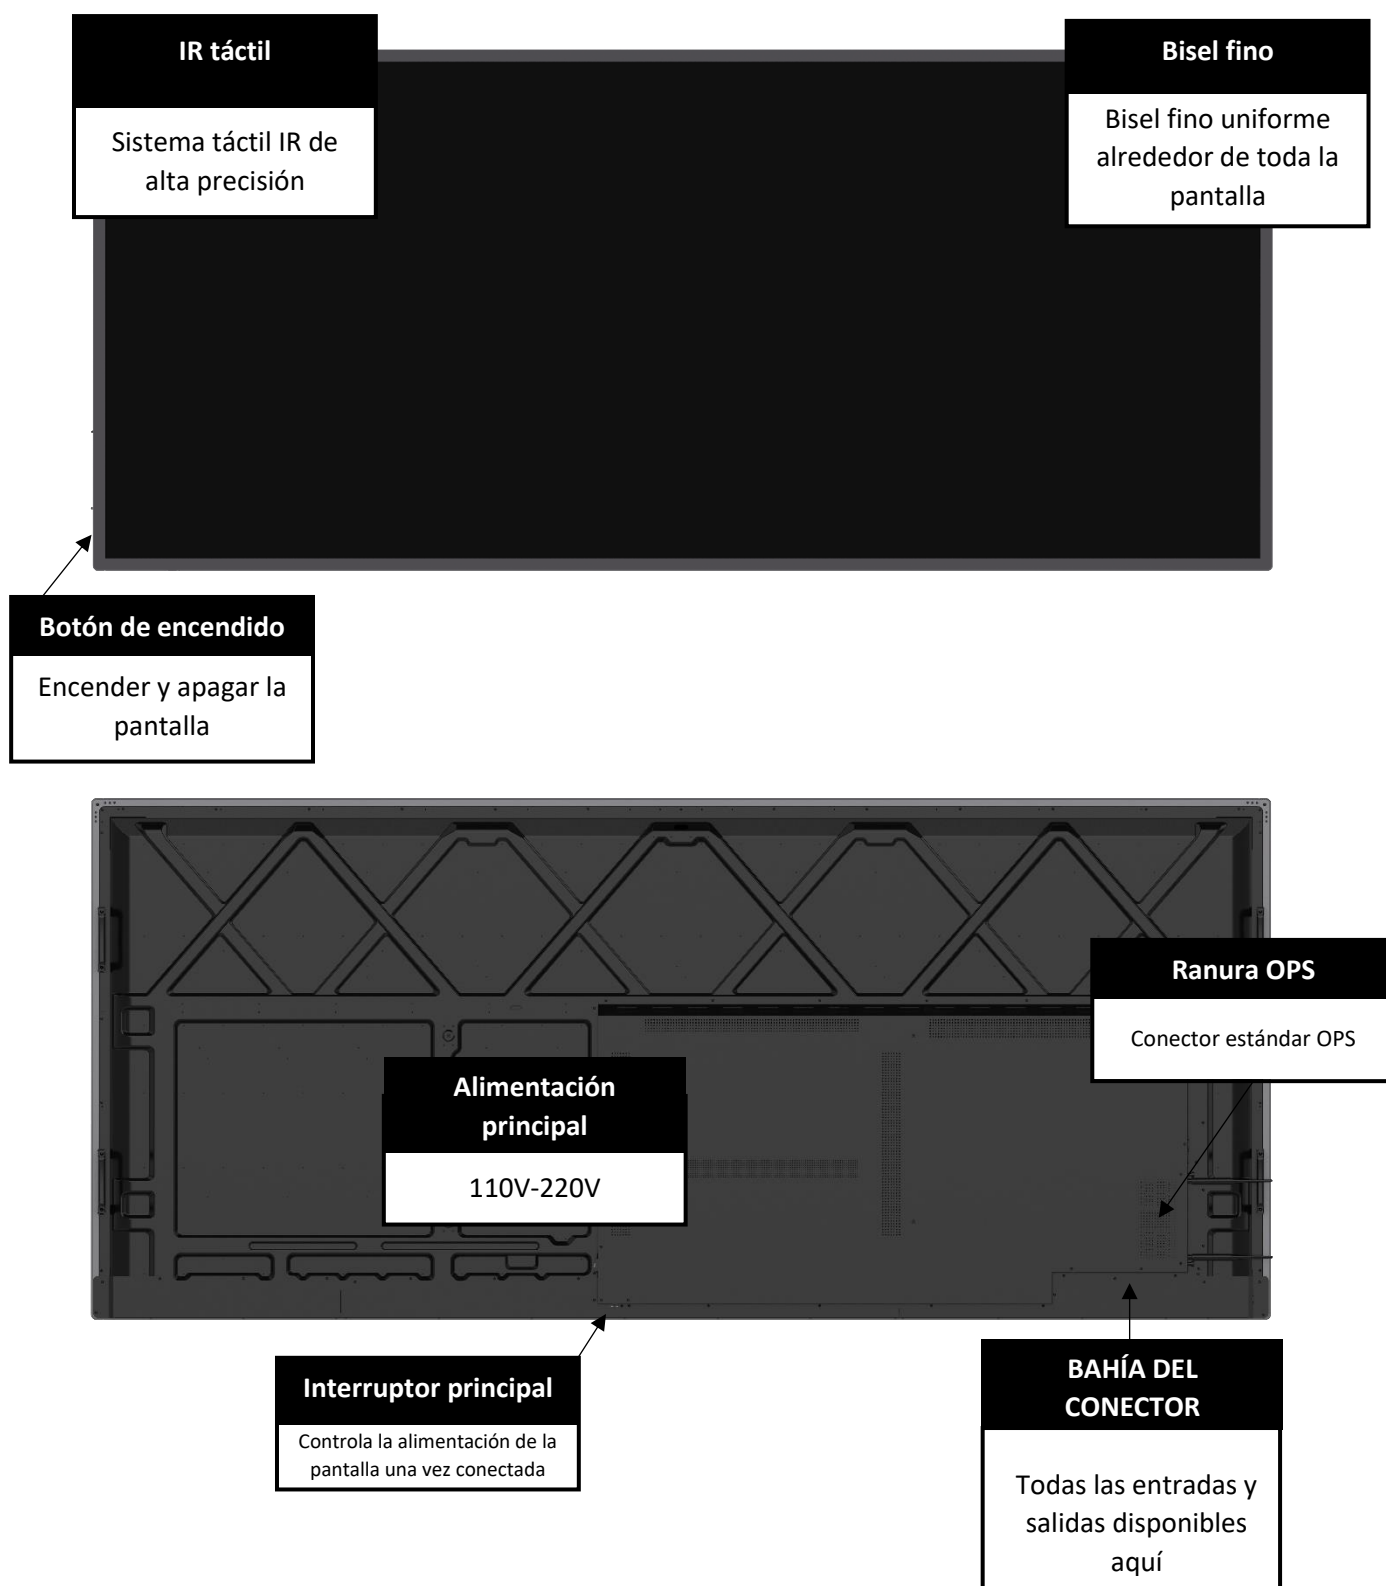 IR táctil
Sistema táctil IR de
alta precisión
Bisel fino
Bisel fino uniforme
alrededor de toda la
pantalla
Botón de encendido
Encender y apagar la
pantalla
Ranura OPS
Conector estándar OPS
Alimentación
principal
110V-220V
Interruptor principal
Controla la alimentación de la
pantalla una vez conectada
BAHÍA DEL
CONECTOR
Todas las entradas y
salidas disponibles
aquí